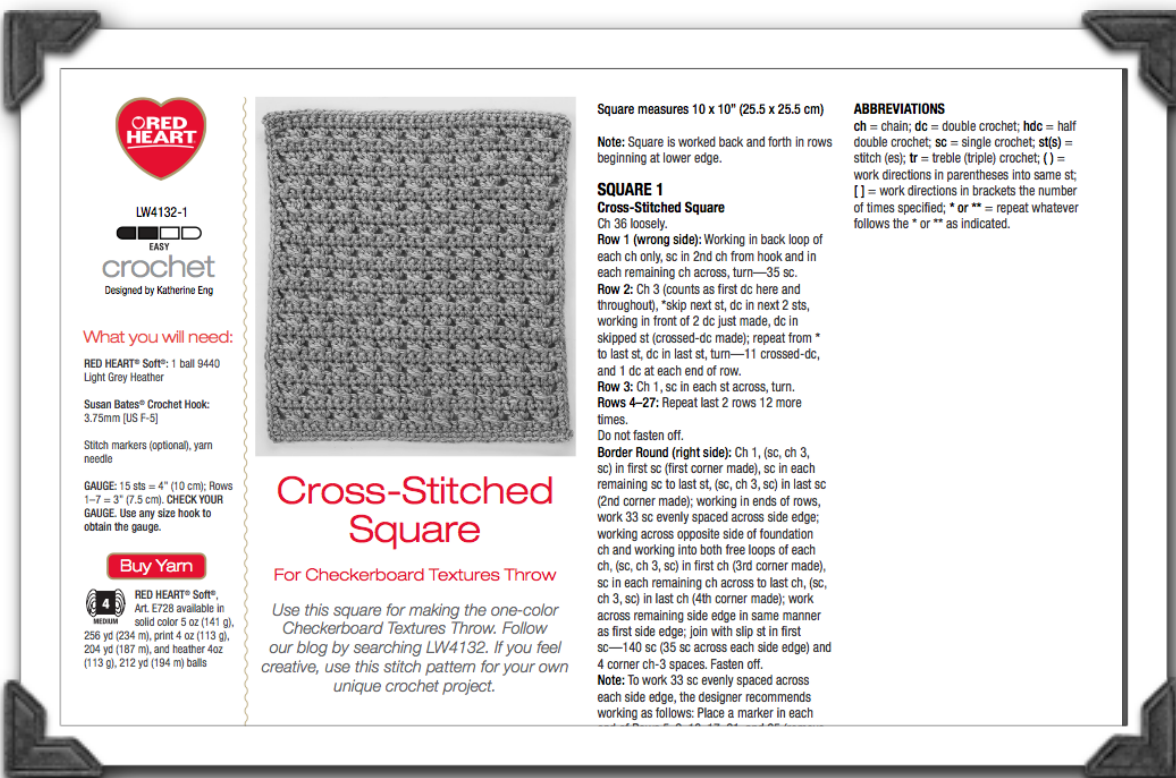 RED
HEART
LW4132-1
EASY
crochet
Designed by Katherine Eng
What you will need:
RED HEART® Soft®: 1 ball 9440
Light Grey Heather
Susan Bates® Crochet Hook:
3.75mm [US F-5]
Stitch markers (optional), yarn
needle
GAUGE: 15 sts = 4" (10 cm); Rows
1–7 = 3" (7.5 cm). CHECK YOUR
GAUGE. Use any size hook to
obtain the gauge.
Buy Yarn
4
MEDIUM
RED HEART® Soft®,
Art. E728 available in
solid color 5 oz (141 g),
256 yd (234 m), print 4 oz (113 g),
204 yd (187 m), and heather 4oz
(113 g), 212 yd (194 m) balls
Cross-Stitched
Square
For Checkerboard Textures Throw
Use this square for making the one-color
Checkerboard Textures Throw. Follow
our blog by searching LW4132. If you feel
creative, use this stitch pattern for your own
unique crochet project.
Square measures 10 x 10" (25.5 x 25.5 cm)
Note: Square is worked back and forth in rows
beginning at lower edge.
SQUARE 1
Cross-Stitched Square
Ch 36 loosely.
Row 1 (wrong side): Working in back loop of
each ch only, sc in 2nd ch from hook and in
each remaining ch across, turn—35 sc.
Row 2: Ch 3 (counts as first dc here and
throughout), *skip next st, dc in next 2 sts,
working in front of 2 dc just made, dc in
skipped st (crossed-dc made); repeat from *
to last st, dc in last st, turn—11 crossed-dc,
and 1 dc at each end of row.
Row 3: Ch 1, sc in each st across, turn.
Rows 4–27: Repeat last 2 rows 12 more
times.
Do not fasten off.
Border Round (right side): Ch 1, (sc, ch 3,
sc) in first sc (first corner made), sc in each
remaining sc to last st, (sc, ch 3, sc) in last sc
(2nd corner made); working in ends of rows,
work 33 sc evenly spaced across side edge;
working across opposite side of foundation
ch and working into both free loops of each
ch, (sc, ch 3, sc) in first ch (3rd corner made),
sc in each remaining ch across to last ch, (sc,
ch 3, sc) in last ch (4th corner made); work
across remaining side edge in same manner
as first side edge; join with slip st in first
sc—140 sc (35 sc across each side edge) and
4 corner ch-3 spaces. Fasten off.
Note: To work 33 sc evenly spaced across
each side edge, the designer recommends
working as follows: Place a marker in each
ABBREVIATIONS
ch = chain; dc = double crochet; hdc = half
double crochet; sc = single crochet; st(s) =
stitch (es); tr = treble (triple) crochet; ( ) =
work directions in parentheses into same st;
[ ] = work directions in brackets the number
of times specified; * or ** = repeat whatever
follows the * or ** as indicated.